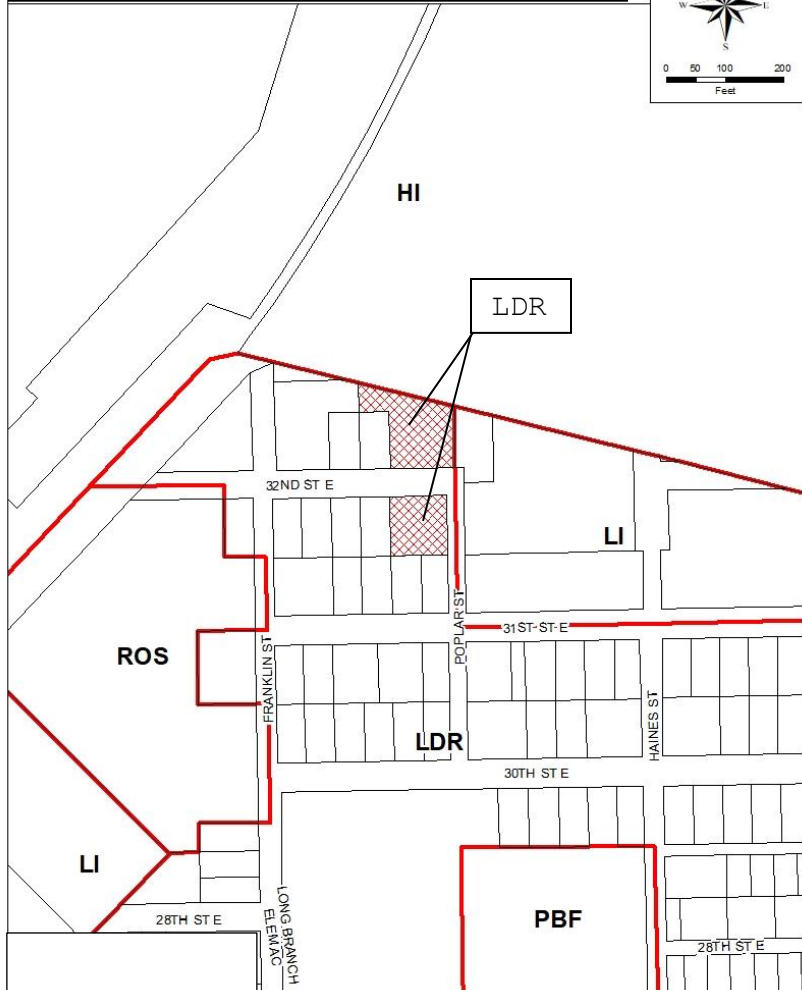 W E
S
0 50 100 200
Feet
HI
LDR
32ND ST E
LI
POPLAR ST
31ST ST E
ROS
FRANKLIN ST
HAINES ST
LDR
30TH ST E
LI
LONG BRANCH
ELEM AC
28TH ST E
PBF
28TH ST E